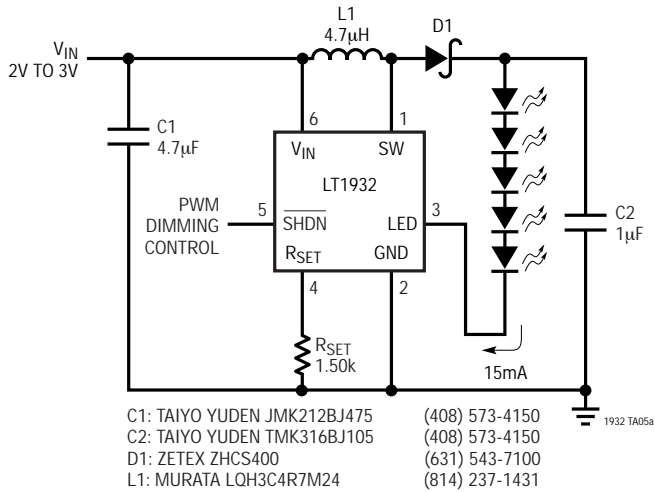 L1
4.7µH
D1
VIN
2V TO 3V
C1
4.7µF
6
1
VIN
SW
LT1932
PWM
DIMMING
CONTROL
5
SHDN
LED
3
RSET
GND
4
2
C2
1µF
RSET
1.50k
15mA
1932 TA05a
C1: TAIYO YUDEN JMK212BJ475 (408) 573-4150
C2: TAIYO YUDEN TMK316BJ105 (408) 573-4150
D1: ZETEX ZHCS400 (631) 543-7100
L1: MURATA LQH3C4R7M24 (814) 237-1431